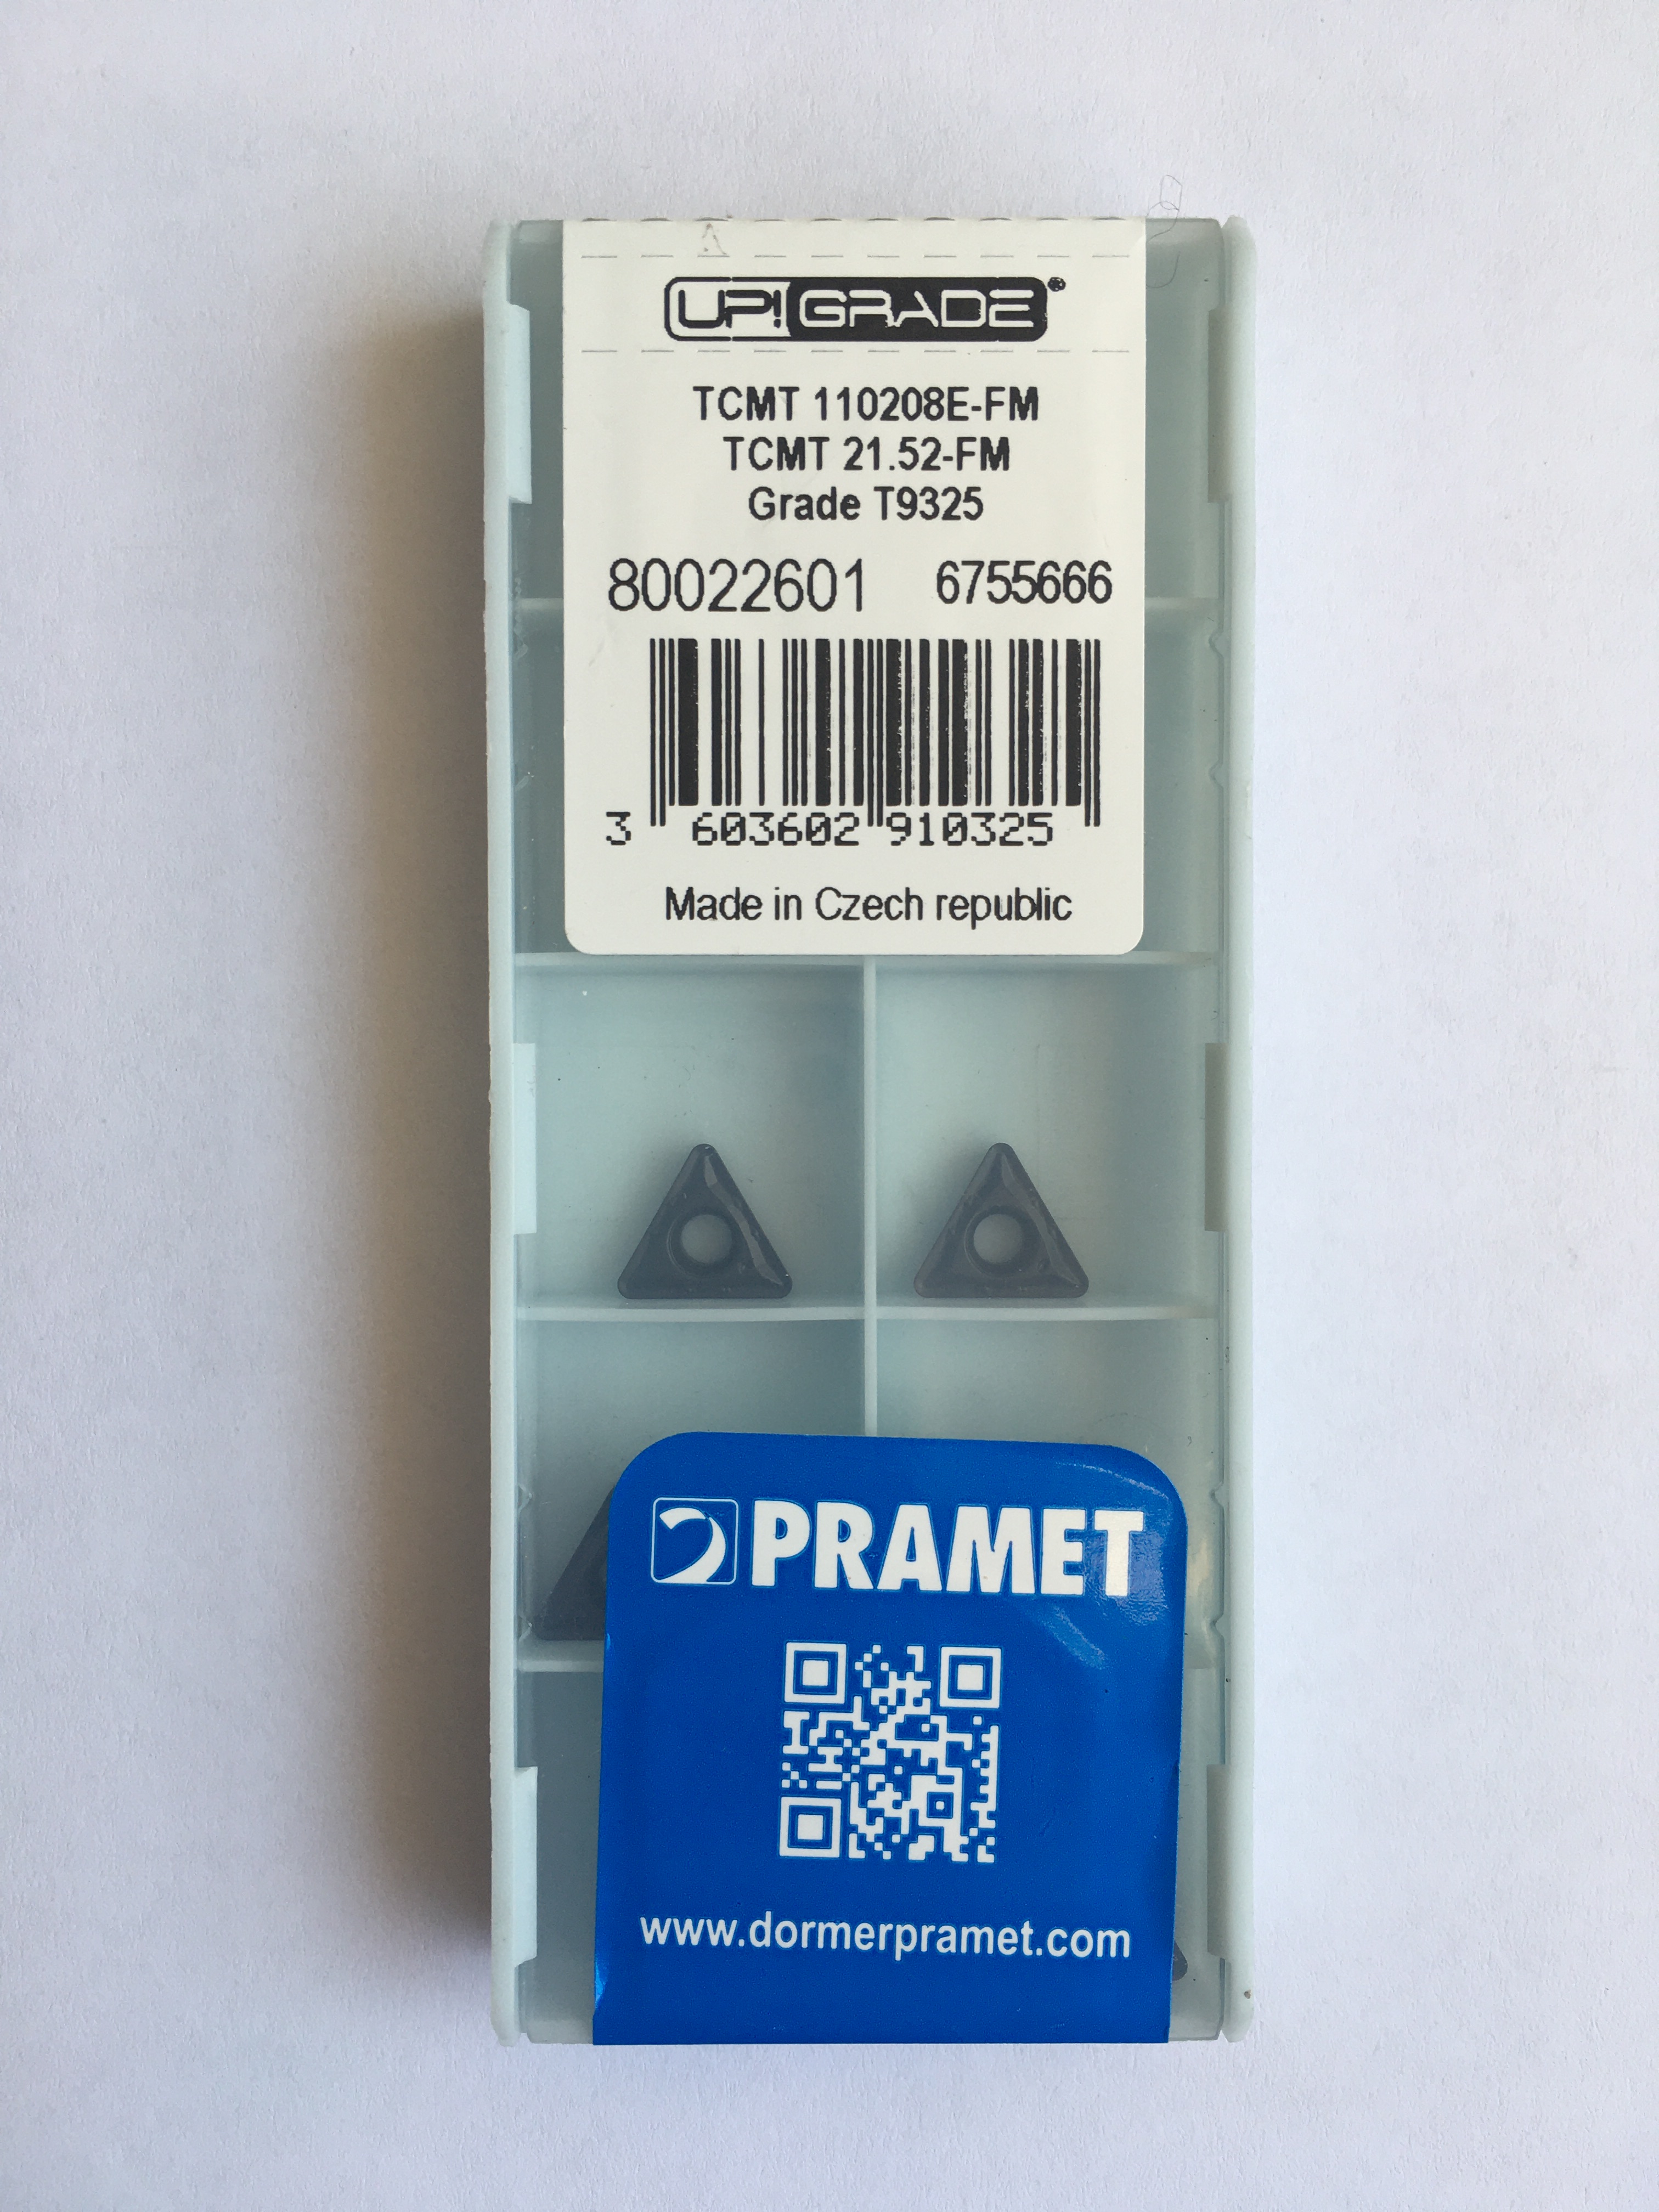 UP!GRADE®
TCMT 110208E-FM
TCMT 21.52-FM
Grade T9325
80022601 6755666
3 603602 910325
Made in Czech republic
PRAMET
www.dormerpramet.com